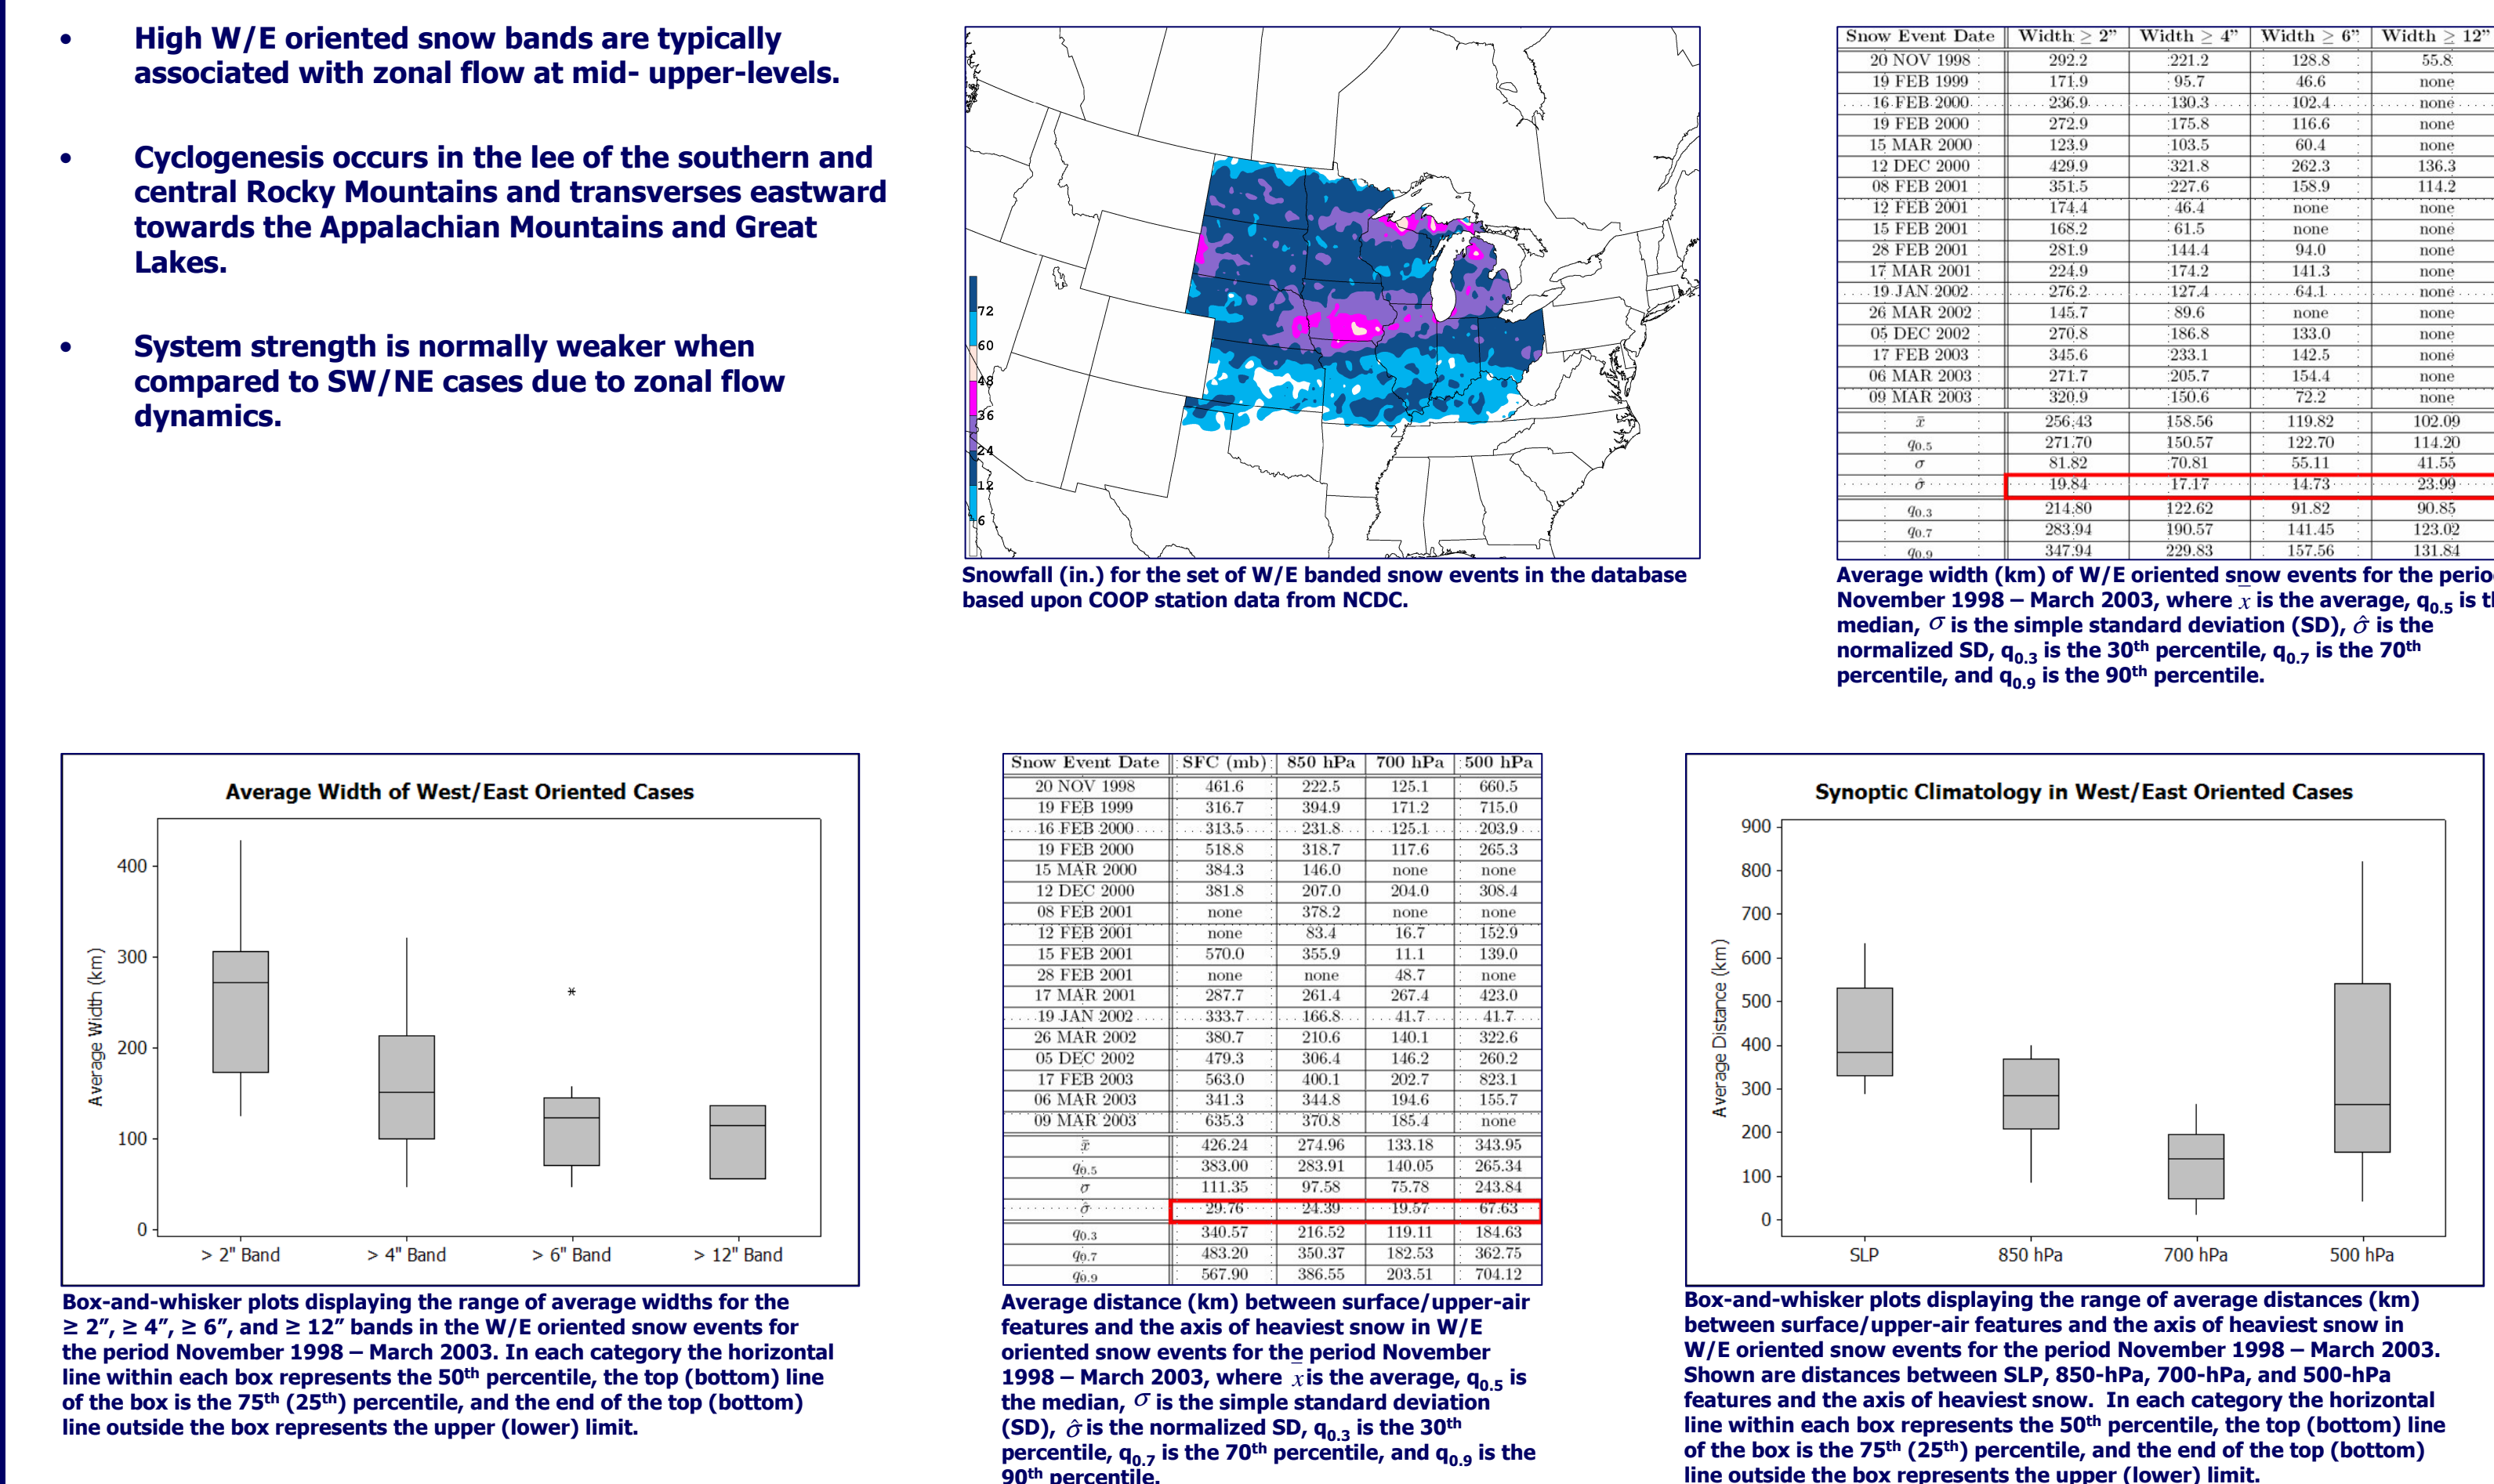 • High W/E oriented snow bands are typically
associated with zonal flow at mid- upper-levels.
• Cyclogenesis occurs in the lee of the southern and
central Rocky Mountains and transverses eastward
towards the Appalachian Mountains and Great
Lakes.
• System strength is normally weaker when
compared to SW/NE cases due to zonal flow
dynamics.
72
60
48
36
24
12
6
Snowfall (in.) for the set of W/E banded snow events in the database
based upon COOP station data from NCDC.
Snow Event Date Width ≥ 2" Width ≥ 4" Width ≥ 6" Width ≥ 12"
20 NOV 1998 292.2 221.2 128.8 55.8
19 FEB 1999 171.9 95.7 46.6 none
16 FEB 2000 236.9 130.3 102.4 none
19 FEB 2000 272.9 175.8 116.6 none
15 MAR 2000 123.9 103.5 60.4 none
12 DEC 2000 429.9 321.8 262.3 136.3
08 FEB 2001 351.5 227.6 158.9 114.2
12 FEB 2001 174.4 46.4 none none
15 FEB 2001 168.2 61.5 none none
28 FEB 2001 281.9 144.4 94.0 none
17 MAR 2001 224.9 174.2 141.3 none
19 JAN 2002 276.2 127.4 64.1 none
26 MAR 2002 145.7 89.6 none none
05 DEC 2002 270.8 186.8 133.0 none
17 FEB 2003 345.6 233.1 142.5 none
06 MAR 2003 271.7 205.7 154.4 none
09 MAR 2003 320.9 150.6 72.2 none
x̄ 256.43 158.56 119.82 102.09
q0.5 271.70 150.57 122.70 114.20
σ 81.82 70.81 55.11 41.55
σ̂ 19.84 17.17 14.73 23.99
q0.3 214.80 122.62 91.82 90.85
q0.7 283.94 190.57 141.45 123.02
q0.9 347.94 229.83 157.56 131.84
Average width (km) of W/E oriented snow events for the
November 1998 – March 2003, where x̄ is the average, q0.5 is
median, σ is the simple standard deviation (SD), σ̂ is the
normalized SD, q0.3 is the 30th percentile, q0.7 is the 70th
percentile, and q0.9 is the 90th percentile.
Average Width of West/East Oriented Cases
Average Width (km)
400
300
200
100
0
> 2" Band > 4" Band > 6" Band > 12" Band
*
Box-and-whisker plots displaying the range of average widths for the
≥ 2”, ≥ 4”, ≥ 6”, and ≥ 12” bands in the W/E oriented snow events for
the period November 1998 – March 2003. In each category the horizontal
line within each box represents the 50th percentile, the top (bottom) line
of the box is the 75th (25th) percentile, and the end of the top (bottom)
line outside the box represents the upper (lower) limit.
Snow Event Date SFC (mb) 850 hPa 700 hPa 500 hPa
20 NOV 1998 461.6 222.5 125.1 660.5
19 FEB 1999 316.7 394.9 171.2 715.0
16 FEB 2000 313.5 231.8 125.1 203.9
19 FEB 2000 518.8 318.7 117.6 265.3
15 MAR 2000 384.3 146.0 none none
12 DEC 2000 381.8 207.0 204.0 308.4
08 FEB 2001 none 378.2 none none
12 FEB 2001 none 83.4 16.7 152.9
15 FEB 2001 570.0 355.9 11.1 139.0
28 FEB 2001 none none 48.7 none
17 MAR 2001 287.7 261.4 267.4 423.0
19 JAN 2002 333.7 166.8 41.7 41.7
26 MAR 2002 380.7 210.6 140.1 322.6
05 DEC 2002 479.3 306.4 146.2 260.2
17 FEB 2003 563.0 400.1 202.7 823.1
06 MAR 2003 341.3 344.8 194.6 155.7
09 MAR 2003 635.3 370.8 185.4 none
x̄ 426.24 274.96 133.18 343.95
q0.5 383.00 283.91 140.05 265.34
σ 111.35 97.58 75.78 243.84
σ̂ 29.76 24.39 19.57 67.63
q0.3 340.57 216.52 119.11 184.63
q0.7 483.20 350.37 182.53 362.75
q0.9 567.90 386.55 203.51 704.12
Average distance (km) between surface/upper-air
features and the axis of heaviest snow in W/E
oriented snow events for the period November
1998 – March 2003, where x̄ is the average, q0.5 is
the median, σ is the simple standard deviation
(SD), σ̂ is the normalized SD, q0.3 is the 30th
percentile, q0.7 is the 70th percentile, and q0.9 is the
90th percentile.
Synoptic Climatology in West/East Oriented Cases
Average Distance (km)
900
800
700
600
500
400
300
200
100
0
SLP 850 hPa 700 hPa 500 hPa
Box-and-whisker plots displaying the range of average distances (km)
between surface/upper-air features and the axis of heaviest snow in
W/E oriented snow events for the period November 1998 – March 2003.
Shown are distances between SLP, 850-hPa, 700-hPa, and 500-hPa
features and the axis of heaviest snow. In each category the horizontal
line within each box represents the 50th percentile, the top (bottom) line
of the box is the 75th (25th) percentile, and the end of the top (bottom)
line outside the box represents the upper (lower) limit.